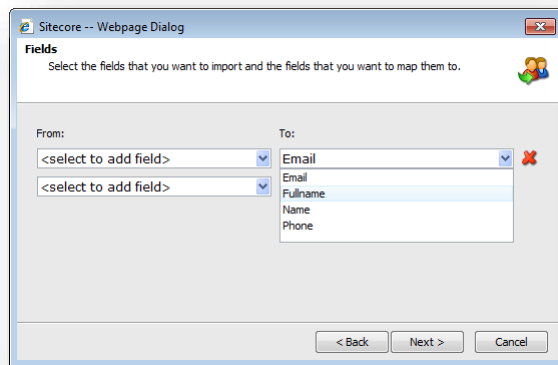 Sitecore -- Webpage Dialog
Fields
Select the fields that you want to import and the fields that you want to map them to.
From: To:
<select to add field> Email
<select to add field> Email
Fullname
Name
Phone
< Back Next > Cancel